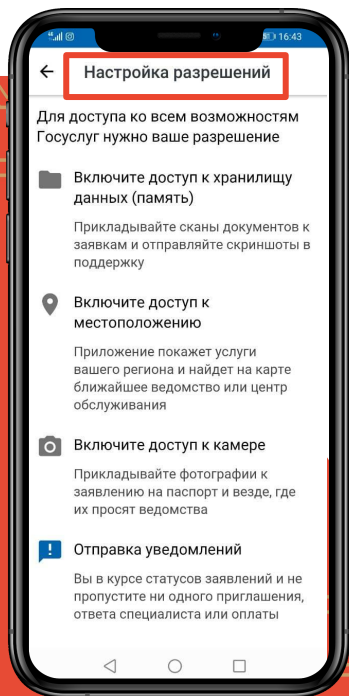 16:43
Настройка разрешений
Для доступа ко всем возможностям
Госуслуг нужно ваше разрешение
Включите доступ к хранилищу
данных (память)
Прикладывайте сканы документов к
заявкам и отправляйте скриншоты в
поддержку
Включите доступ к
местоположению
Приложение покажет услуги
вашего региона и найдет на карте
ближайшее ведомство или центр
обслуживания
Включите доступ к камере
Прикладывайте фотографии к
заявлению на паспорт и везде, где
их просят ведомства
Отправка уведомлений
Вы в курсе статусов заявлений и не
пропустите ни одного приглашения,
ответа специалиста или оплаты